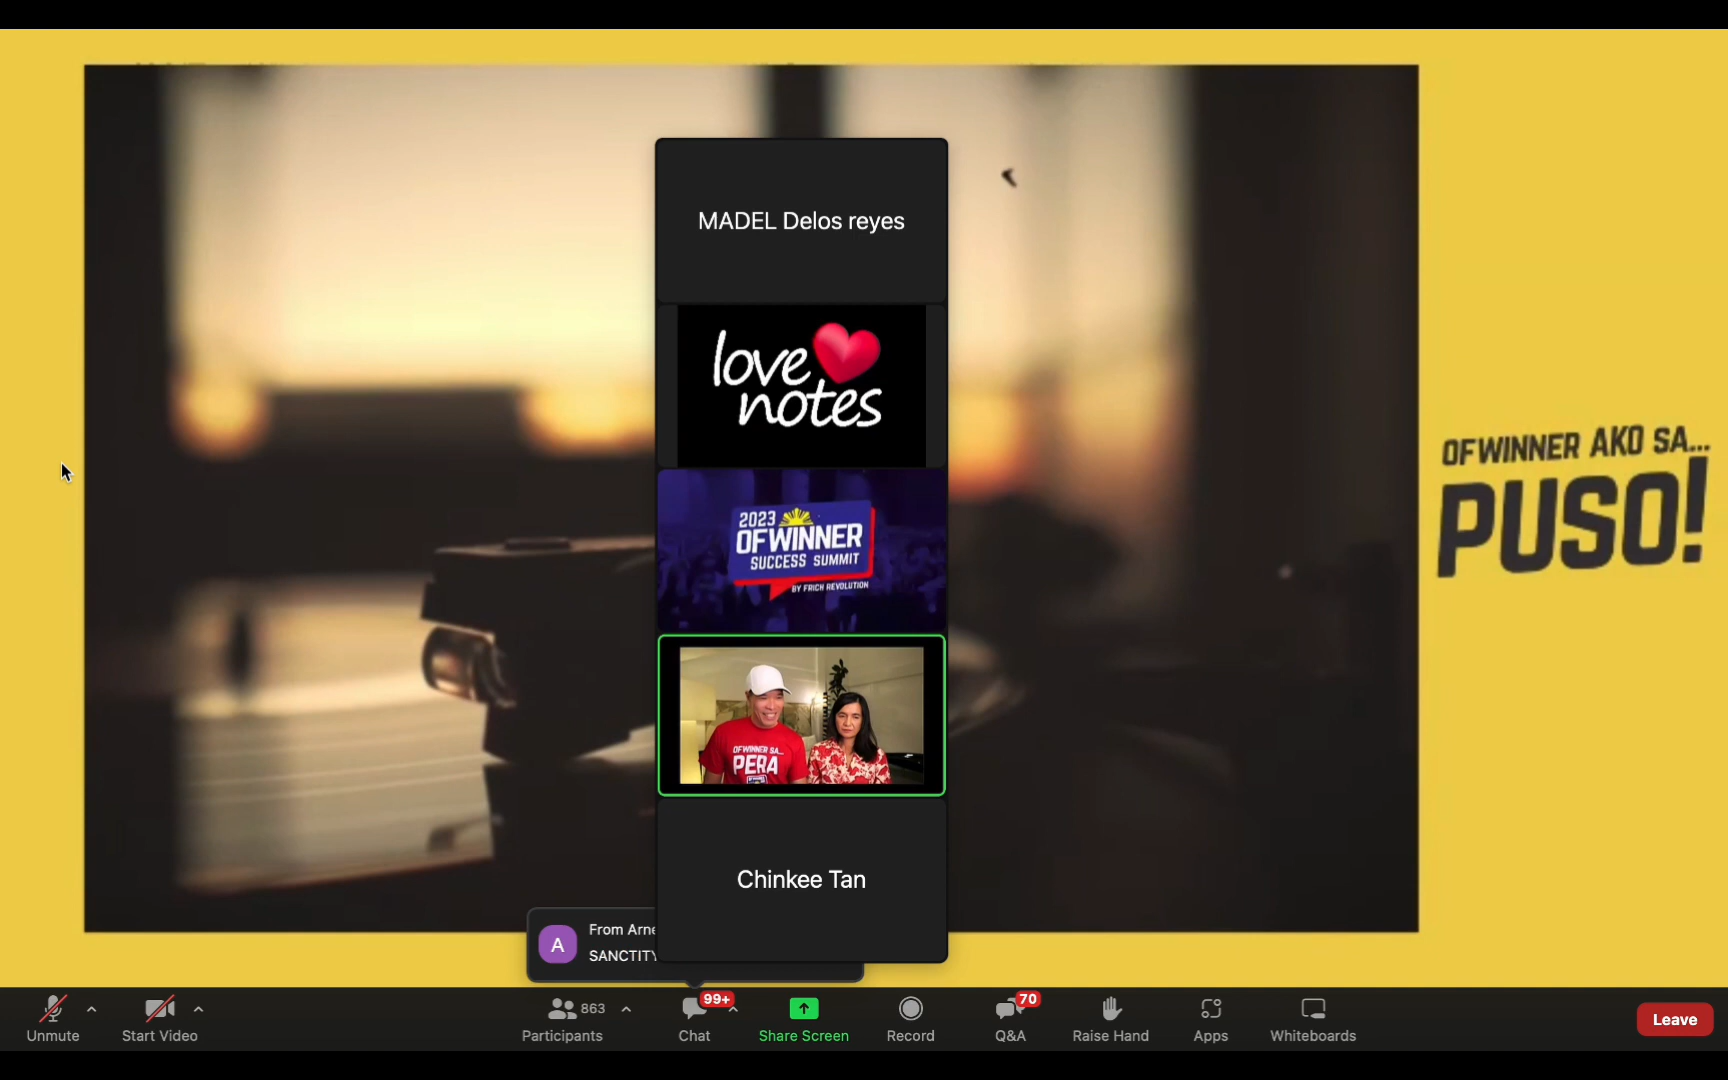 MADEL Delos reyes
love
notes
2023
OFWINNER
SUCCESS SUMMIT
BY FRICH REVOLUTION
OFWINNER SA...
PERA
Chinkee Tan
OFWINNER AKO SA...
PUSO!
A
From Arne
SANCTITY
Unmute
Start Video
863
Participants
99+
Chat
Share Screen
Record
70
Q&A
Raise Hand
Apps
Whiteboards
Leave